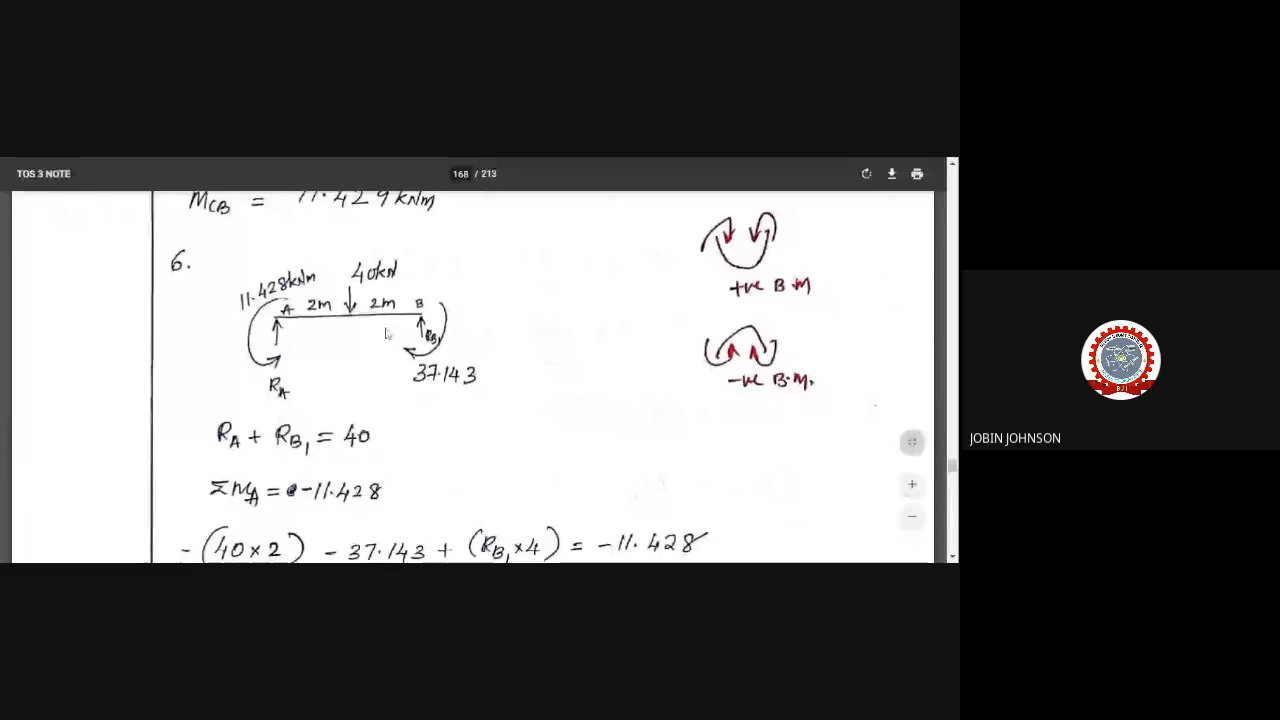 TOS 3 NOTE
168 / 213
M_CB = 11.429 kNm
6.
11.428kNm
40kN
A 2m 2m B
R_B1
R_A
37.143
R_A + R_B1 = 40
ΣM_A = -11.428
- (40 × 2) - 37.143 + (R_B1 × 4) = -11.428
+ve B.M
-ve B.M.
BJI
JOBIN JOHNSON